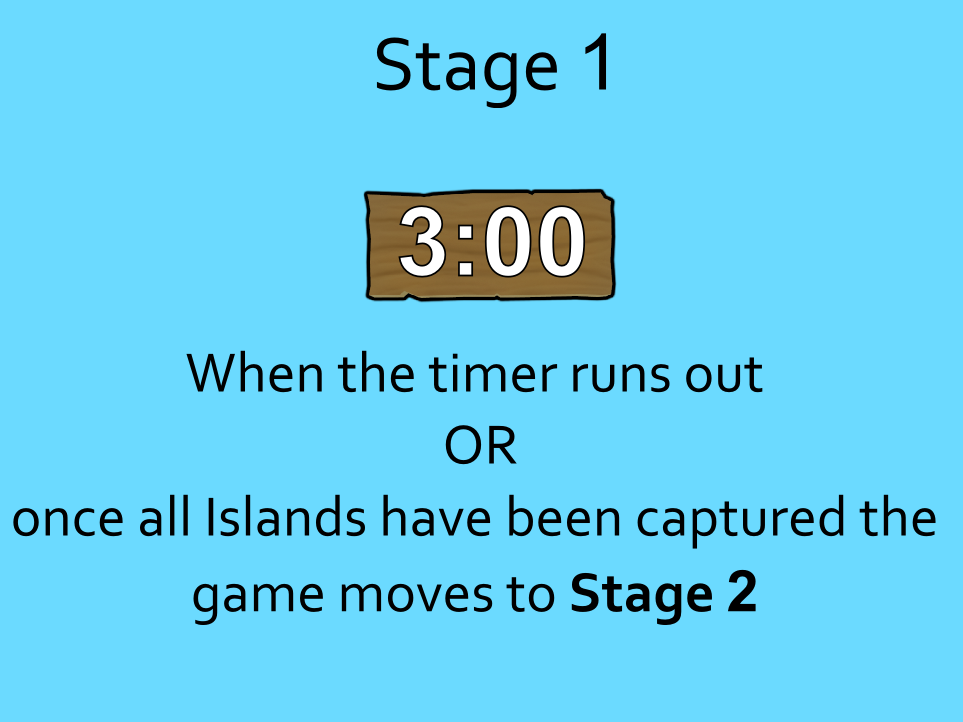 Stage 1
3:00
When the timer runs out
OR
once all Islands have been captured the
game moves to Stage 2